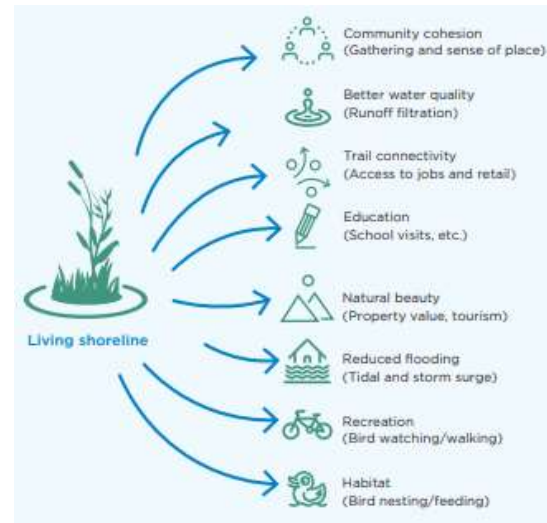 Community cohesion
(Gathering and sense of place)
Better water quality
(Runoff filtration)
Trail connectivity
(Access to jobs and retail)
Education
(School visits, etc.)
Natural beauty
(Property value, tourism)
Living shoreline
Reduced flooding
(Tidal and storm surge)
Recreation
(Bird watching/walking)
Habitat
(Bird nesting/feeding)